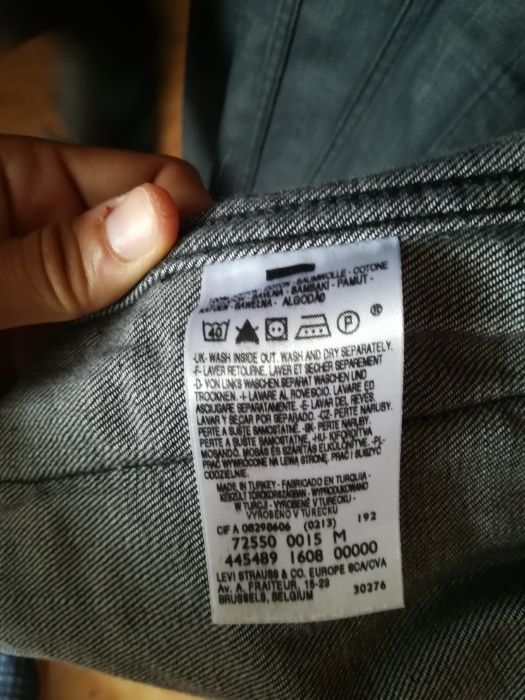 COTON - BAUMWOLLE - COTONE
BAWLNA - BAMBAKI - PAMUT -
BAWEŁNA - ALGODÃO
40 P
-UK- WASH INSIDE OUT. WASH AND DRY SEPARATELY.
-F- LAVER RETOURNE. LAVER ET SECHER SEPAREMENT
-D- VON LINKS WASCHEN. SEPARAT WASCHEN UND
TROCKNEN. -I- LAVARE AL ROVESCIO. LAVARE ED
ASCIUGARE SEPARATAMENTE. -E- LAVAR DEL REVES.
LAVAR Y SECAR POR SEPARADO. -CZ- PERTE NARUBY.
PERTE A SUŠTE SAMOSTATNĚ. -SK- PERTE NARUBY.
PERTE A SUŠTE SAMOSTATNE. -HU- KIFORDÍTVA
MOSANDÓ. MOSÁS ÉS SZÁRÍTÁS ELKÜLÖNÍTVE. -PL-
PRAĆ WYWRÓCONE NA LEWĄ STRONĘ. PRAĆ I SUSZYĆ
ODDZIELNIE.
MADE IN TURKEY - FABRICADO EN TURQUIA -
KÉSZÜLT TÖRÖKORSZÁGBAN - WYPRODUKOWANO
W TURCJI - VYROBENÉ V TURECKU -
VYROBENO V TURECKU
CIF A 08298606 (0213) 192
72550 0015 M
445489 1608 00000
LEVI STRAUSS & CO. EUROPE SCA/CVA
Av. A. FRAITEUR, 15-23
BRUSSELS, BELGIUM 30276